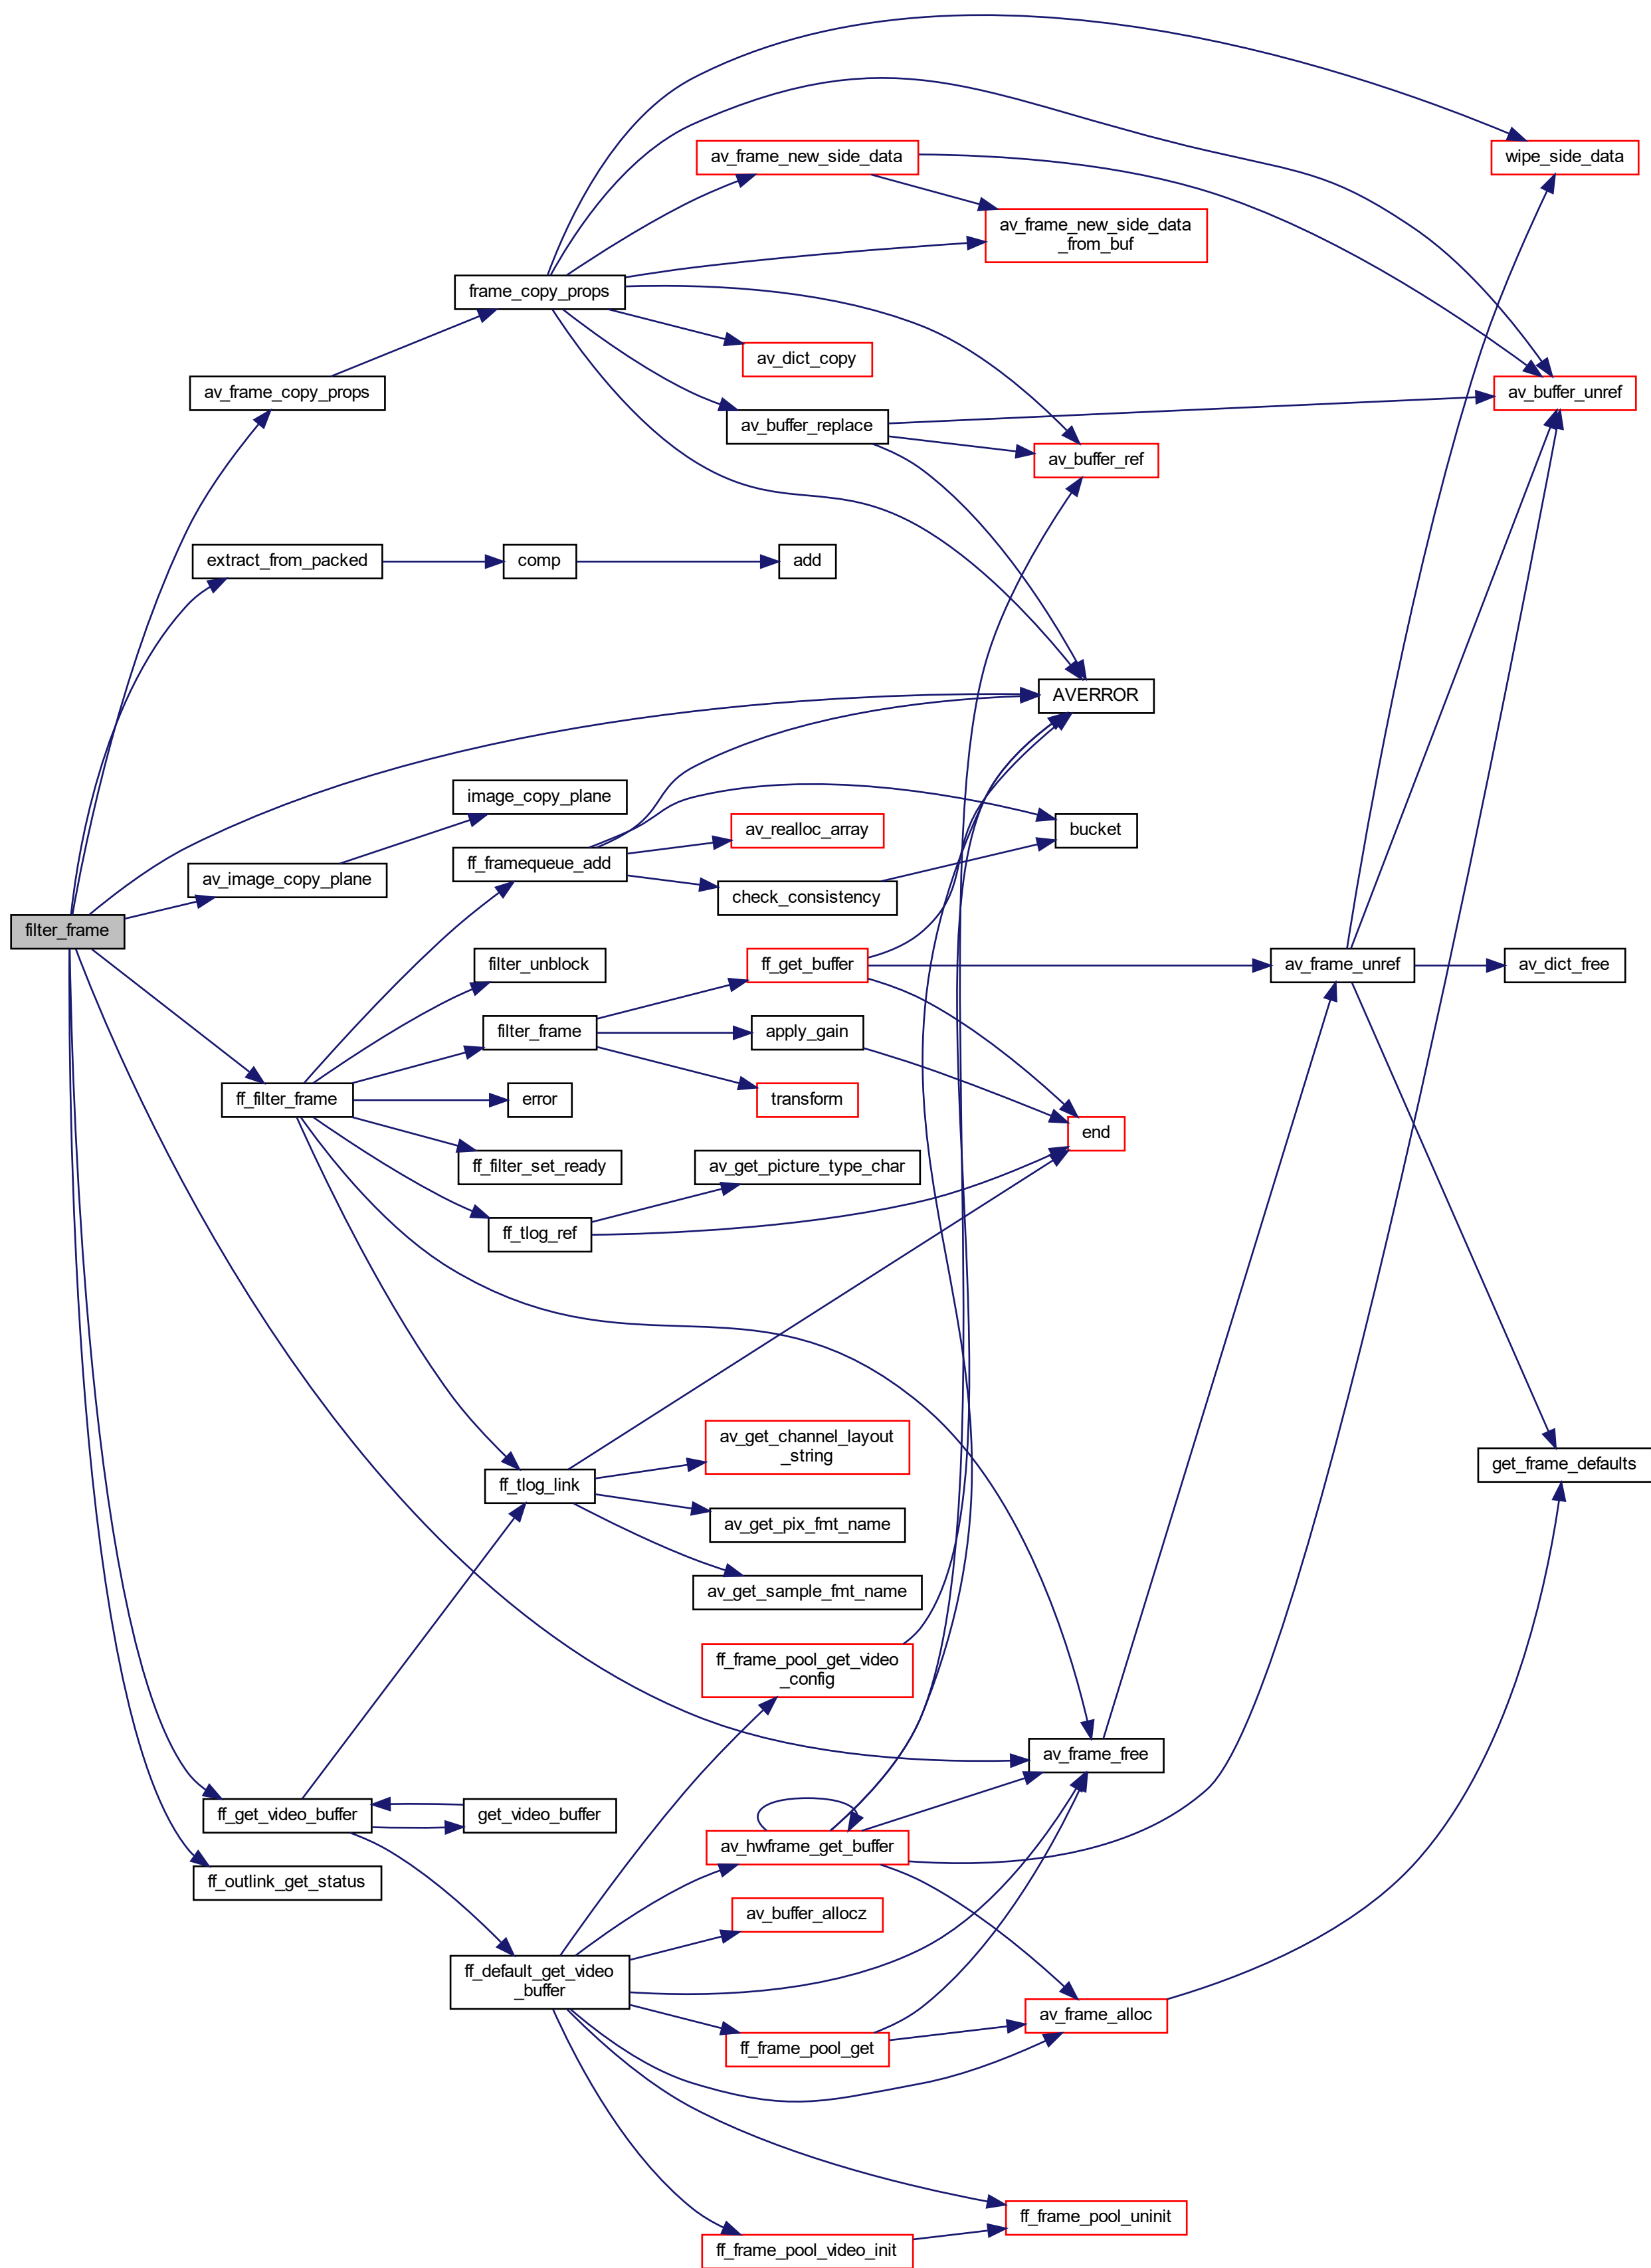 wipe_side_data
av_frame_new_side_data
av_frame_new_side_data
_from_buf
frame_copy_props
av_dict_copy
av_frame_copy_props
av_buffer_unref
av_buffer_replace
av_buffer_ref
extract_from_packed
comp
add
AVERROR
image_copy_plane
bucket
av_realloc_array
ff_framequeue_add
av_image_copy_plane
check_consistency
filter_frame
filter_unblock
ff_get_buffer
av_frame_unref
av_dict_free
filter_frame
apply_gain
ff_filter_frame
error
transform
end
ff_filter_set_ready
av_get_picture_type_char
ff_tlog_ref
av_get_channel_layout
_string
get_frame_defaults
ff_tlog_link
av_get_pix_fmt_name
av_get_sample_fmt_name
ff_frame_pool_get_video
_config
av_frame_free
ff_get_video_buffer
get_video_buffer
av_hwframe_get_buffer
ff_outlink_get_status
av_buffer_allocz
ff_default_get_video
_buffer
av_frame_alloc
ff_frame_pool_get
ff_frame_pool_uninit
ff_frame_pool_video_init